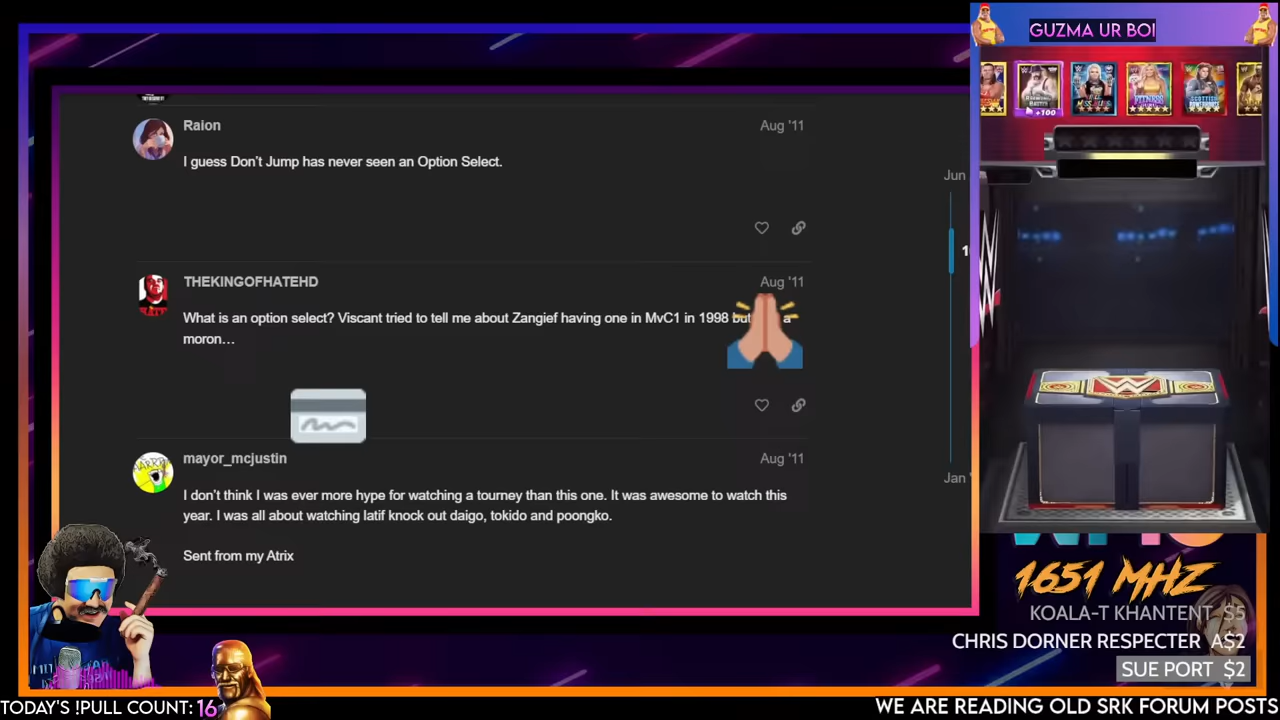 GUZMA UR BOI
+100
Raion
Aug '11
I guess Don't Jump has never seen an Option Select.
Jun
THEKINGOFHATEHD
Aug '11
What is an option select? Viscant tried to tell me about Zangief having one in MvC1 in 1998 but a
moron…
mayor_mcjustin
Aug '11
Jan '
I don't think I was ever more hype for watching a tourney than this one. It was awesome to watch this
year. I was all about watching latif knock out daigo, tokido and poongko.
Sent from my Atrix
1651 MHZ
KOALA-T KHANTENT $5
CHRIS DORNER RESPECTER A$2
SUE PORT $2
TODAY'S !PULL COUNT: 16
WE ARE READING OLD SRK FORUM POSTS